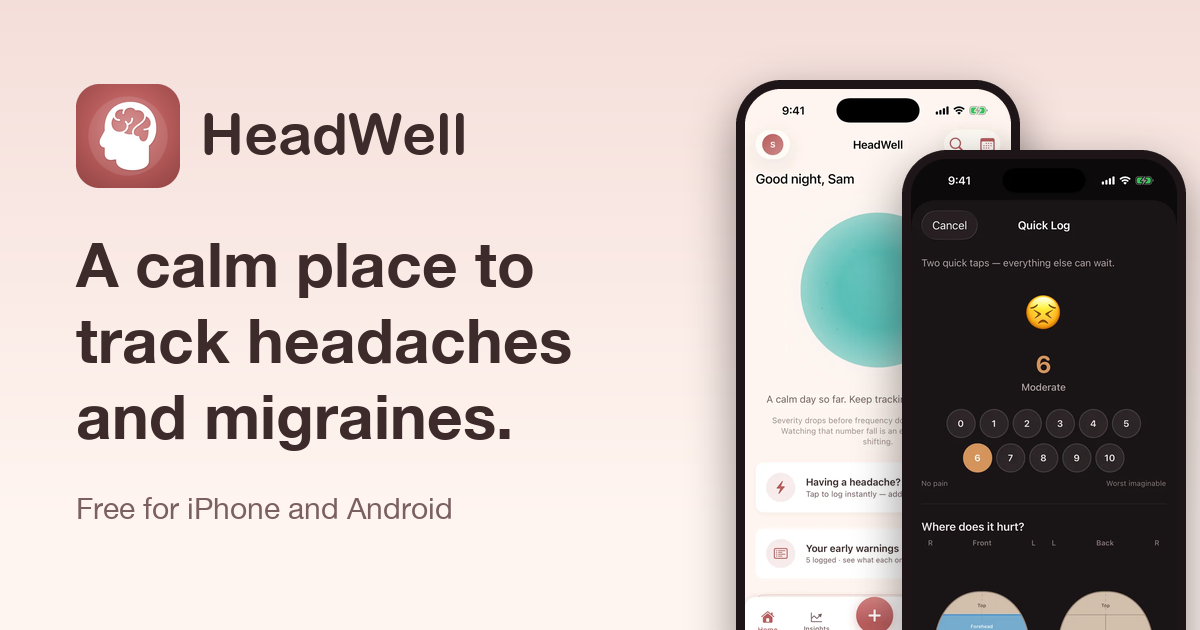 HeadWell
A calm place to
track headaches
and migraines.
Free for iPhone and Android
9:41
S
HeadWell
Good night, Sam
A calm day so far. Keep
Severity drops before frequency
Watching that number fall is an
shifting.
Having a headache?
Tap to log instantly —
Your early warnings
5 logged · see what each
Home
Insights
9:41
Cancel
Quick Log
Two quick taps — everything else can wait.
6
Moderate
0 1 2 3 4 5
6 7 8 9 10
No pain Worst imaginable
Where does it hurt?
R Front L L Back R
Top Top
Forehead